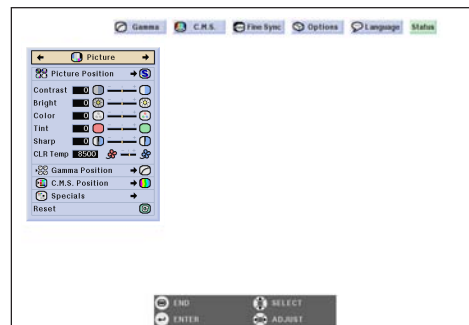 Gamma C.M.S. Fine Sync Options Language Status
Picture
Picture Position S
Contrast 0
Bright 0
Color 0
Tint 0
Sharp 0
CLR Temp 8500
Gamma Position
C.M.S. Position
Specials
Reset
END SELECT
ENTER ADJUST